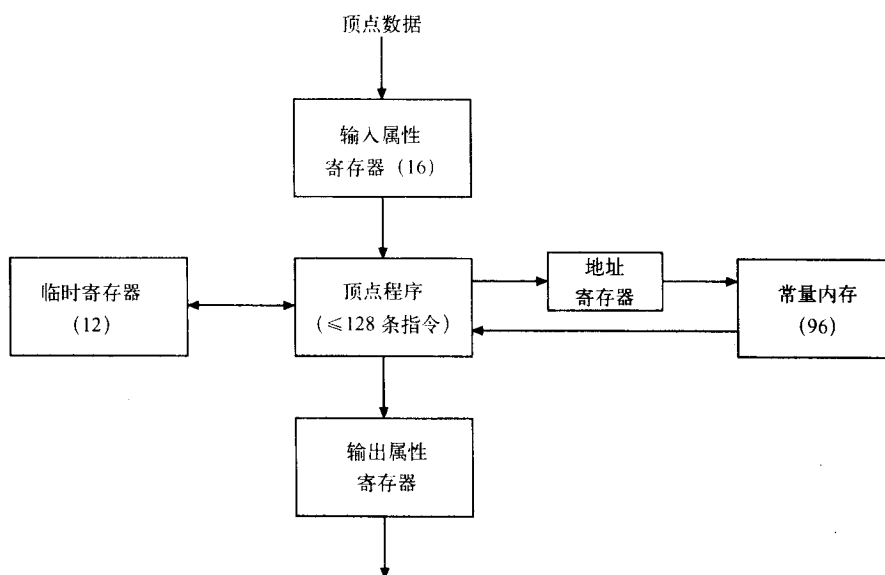 顶点数据
输入属性
寄存器 (16)
临时寄存器
(12)
顶点程序
(≤128 条指令)
地址
寄存器
常量内存
(96)
输出属性
寄存器